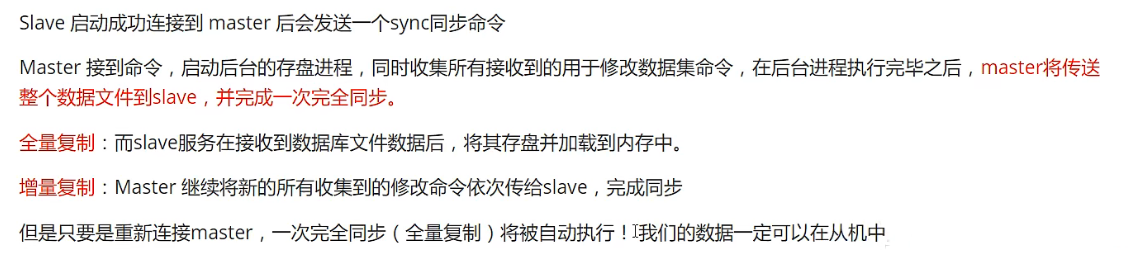 Slave 启动成功连接到 master 后会发送一个sync同步命令
Master 接到命令，启动后台的存盘进程，同时收集所有接收到的用于修改数据集命令，在后台进程执行完毕之后，master将传送
整个数据文件到slave，并完成一次完全同步。
全量复制：而slave服务在接收到数据库文件数据后，将其存盘并加载到内存中。
增量复制：Master 继续将新的所有收集到的修改命令依次传给slave，完成同步
但是只要是重新连接master，一次完全同步（全量复制）将被自动执行！我们的数据一定可以在从机中